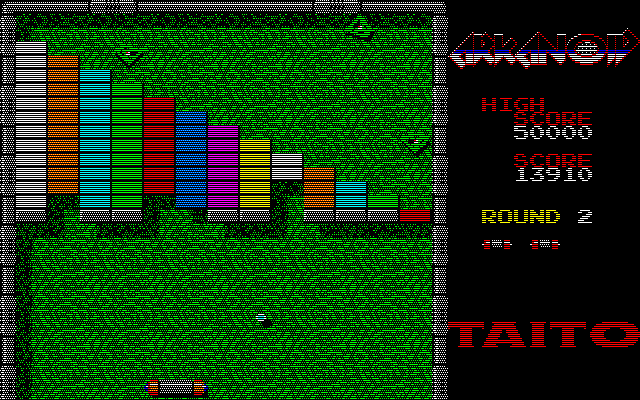 ARKANOID
HIGH
SCORE
50000
SCORE
13910
ROUND 2
TAITO